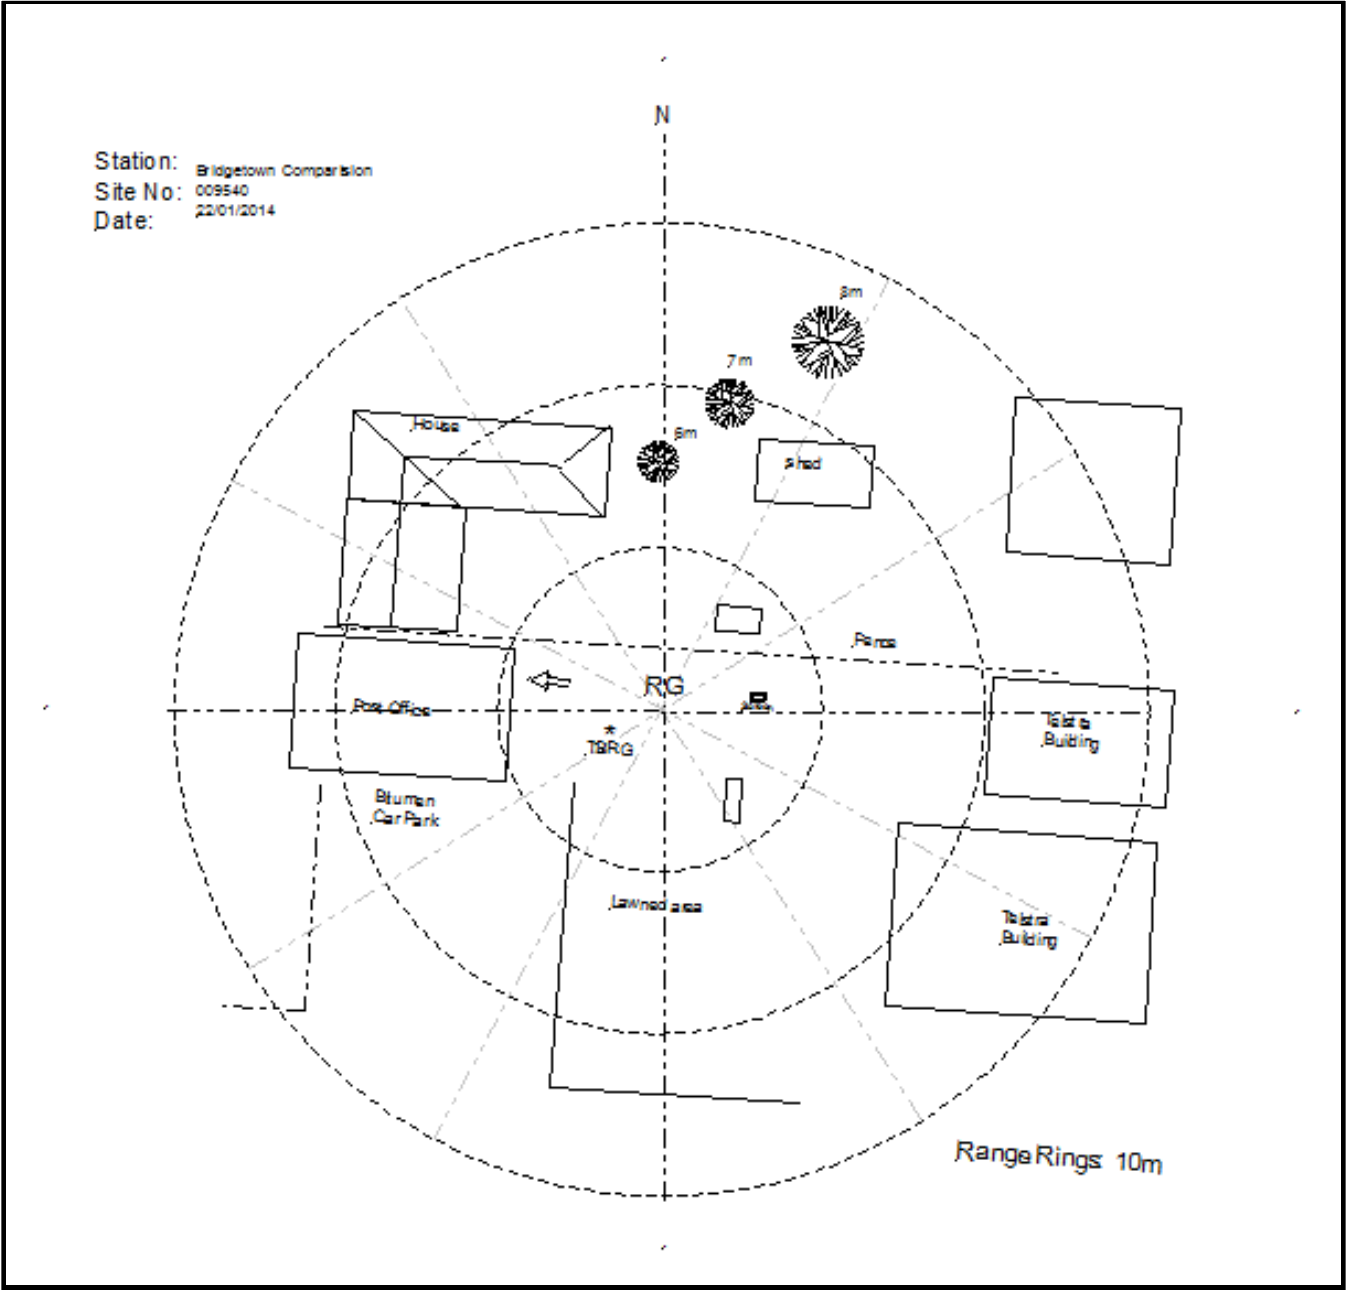 N
Station: Bridgetown Comparision
Site No: 009540
Date: 22/01/2014
8m
7m
6m
House
shed
Fence
RG
Post Office
TBRG
Telstra
Building
Bitumen
Car Park
Lawned area
Telstra
Building
Range Rings: 10m